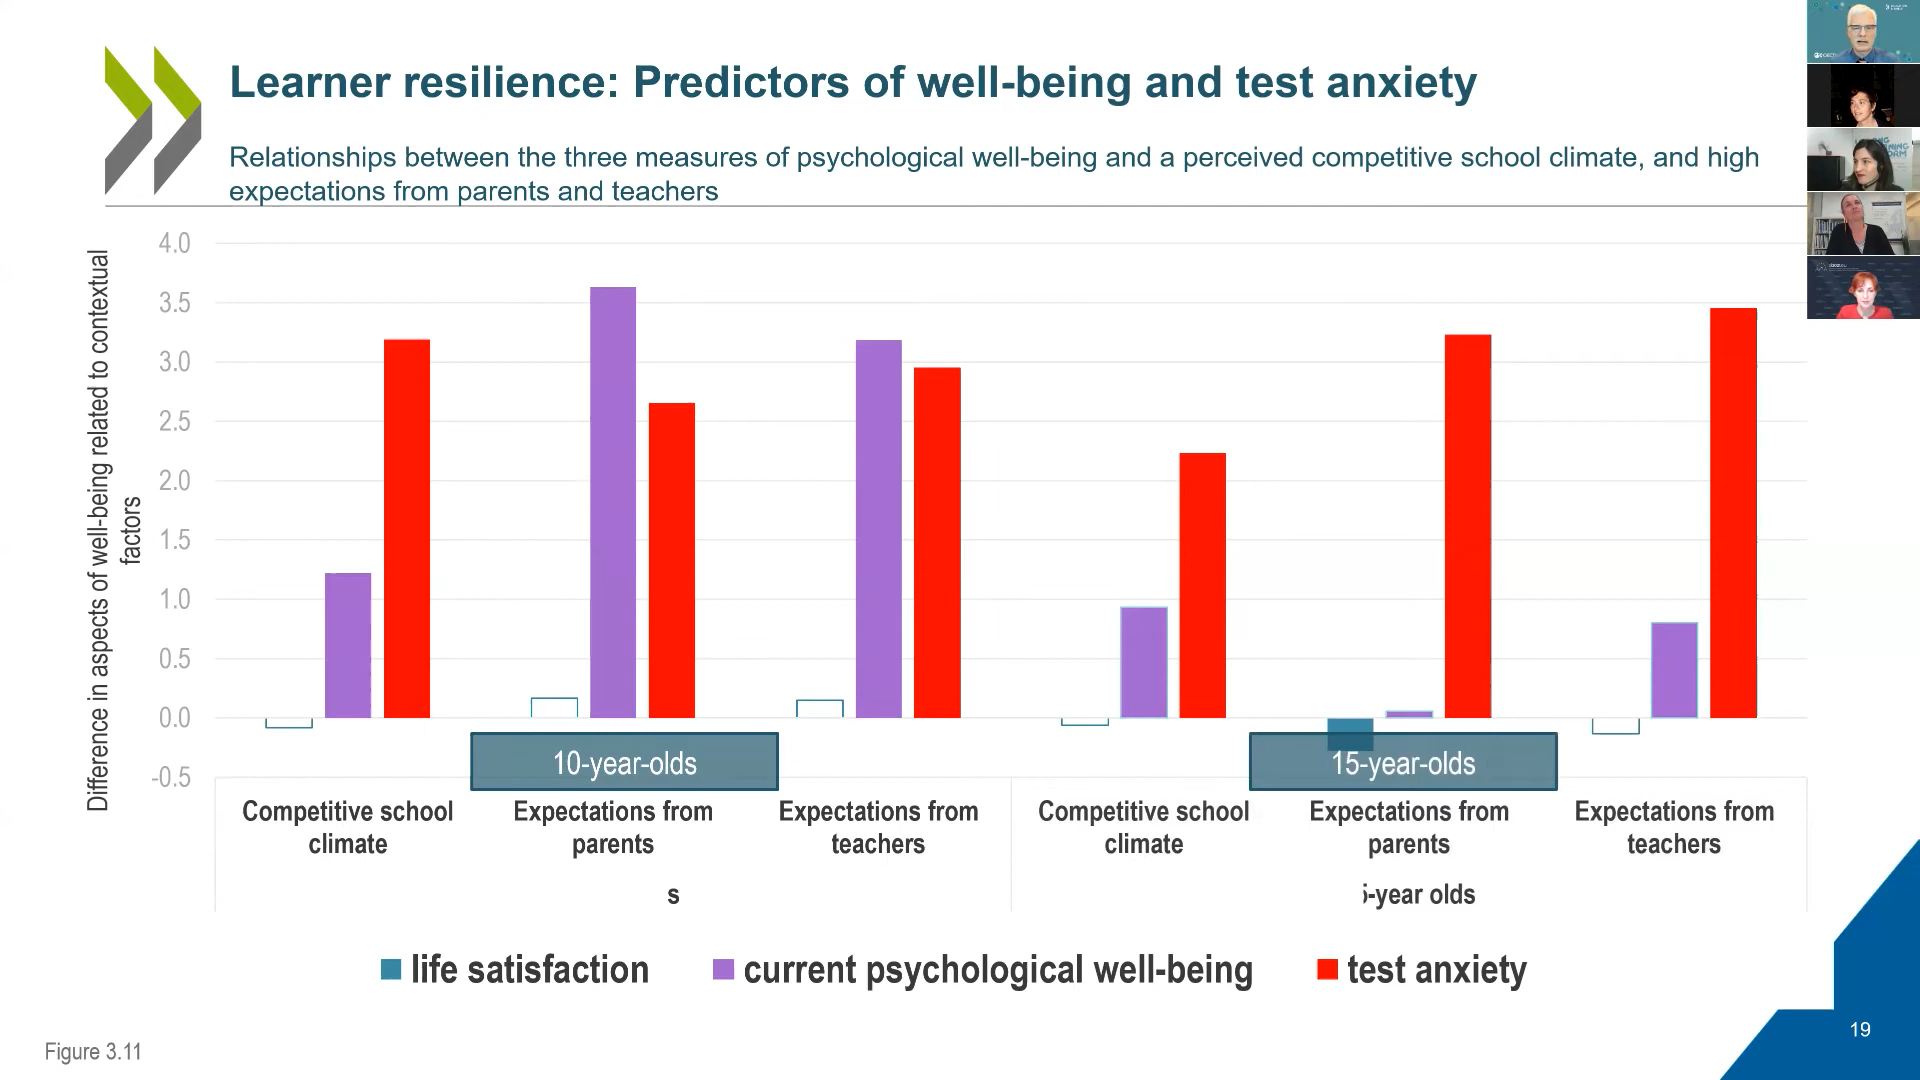 Learner resilience: Predictors of well-being and test anxiety
Relationships between the three measures of psychological well-being and a perceived competitive school climate, and high
expectations from parents and teachers
Difference in aspects of well-being related to contextual
factors
4.0
3.5
3.0
2.5
2.0
1.5
1.0
0.5
0.0
-0.5
10-year-olds
15-year-olds
Competitive school
climate
Expectations from
parents
Expectations from
teachers
Competitive school
climate
Expectations from
parents
Expectations from
teachers
s
-year olds
life satisfaction
current psychological well-being
test anxiety
Figure 3.11
19